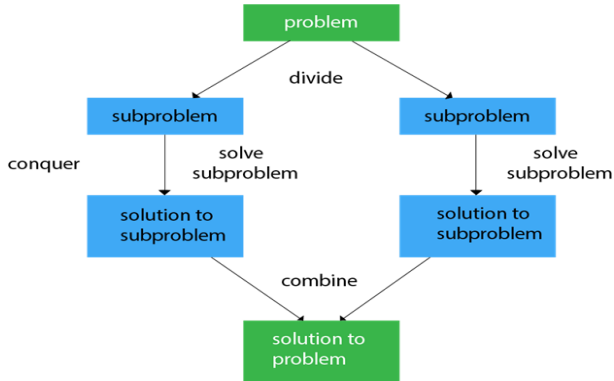 problem
divide
subproblem
subproblem
conquer
solve
subproblem
solve
subproblem
solution to
subproblem
solution to
subproblem
combine
solution to
problem